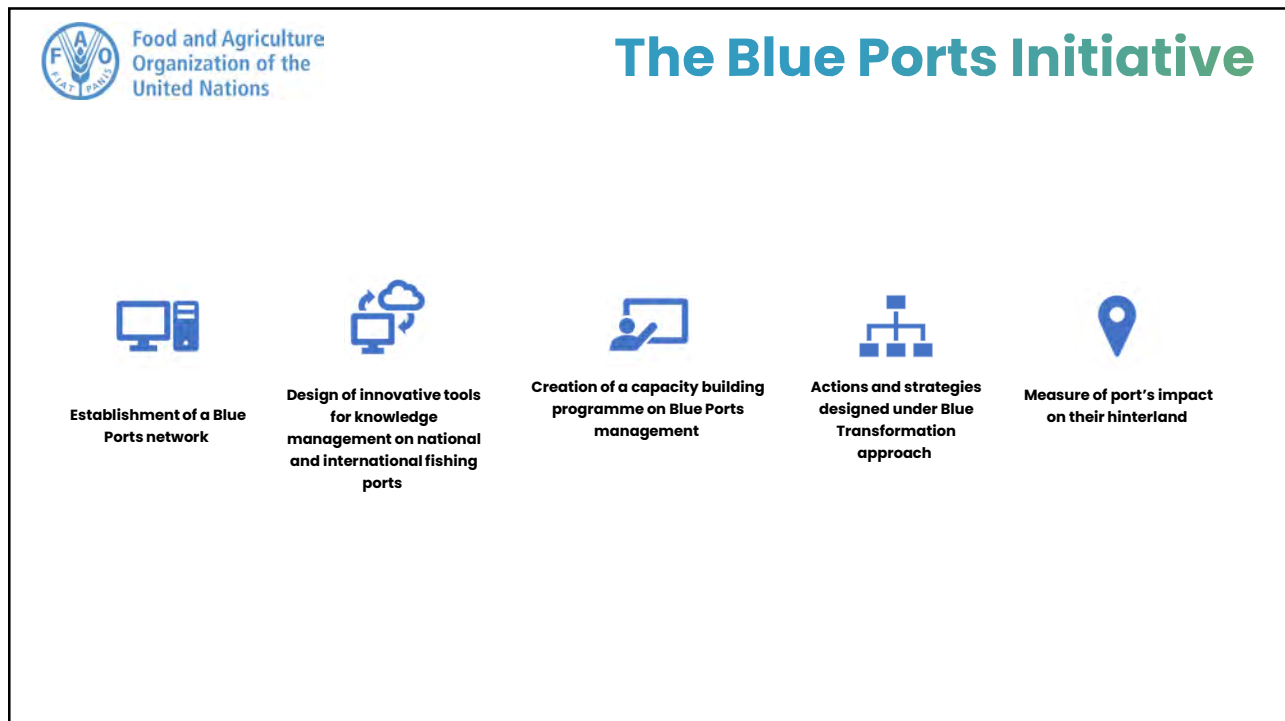 Food and Agriculture
Organization of the
United Nations
F A O
FIAT PANIS
The Blue Ports Initiative
Establishment of a Blue
Ports network
Design of innovative tools
for knowledge
management on national
and international fishing
ports
Creation of a capacity building
programme on Blue Ports
management
Actions and strategies
designed under Blue
Transformation
approach
Measure of port's impact
on their hinterland